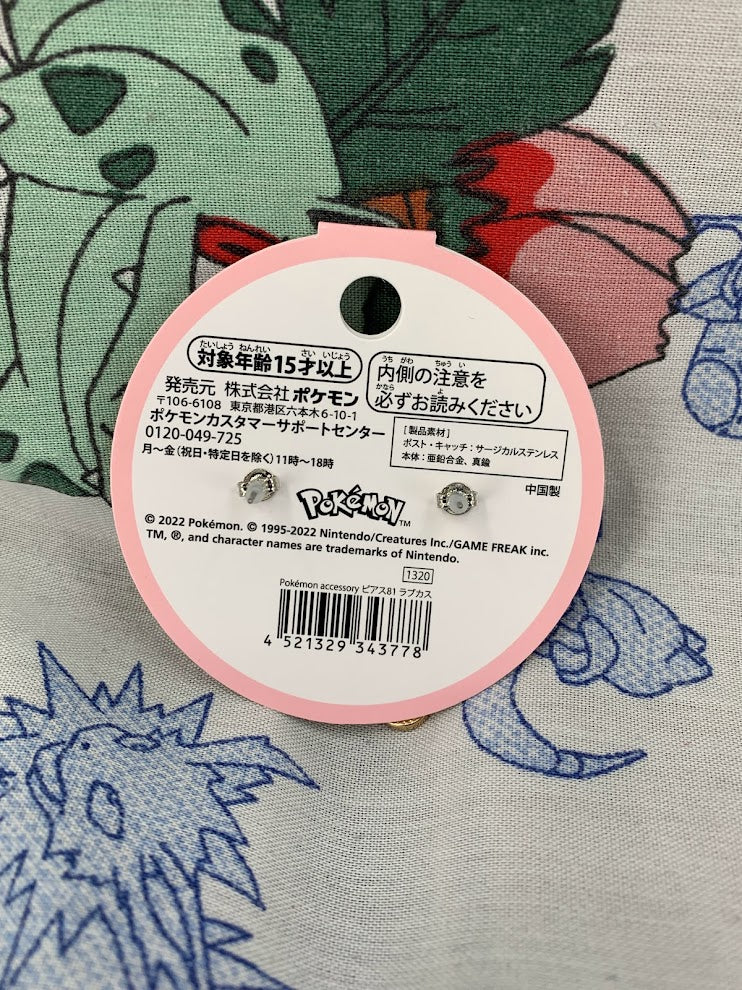 たいしょう ねんれい さい いじょう
対象年齢15才以上
うち がわ ちゅう い
内側の注意を
かなら よ
必ずお読みください
発売元 株式会社ポケモン
〒106-6108 東京都港区六本木6-10-1
ポケモンカスタマーサポートセンター
0120-049-725
月〜金(祝日・特定日を除く)11時〜18時
[製品素材]
ポスト・キャッチ:サージカルステンレス
本体:亜鉛合金、真鍮
中国製
POKéMON™
© 2022 Pokémon. © 1995-2022 Nintendo/Creatures Inc./GAME FREAK inc.
TM, ®, and character names are trademarks of Nintendo.
1320
Pokémon accessory ピアス81 ラブカス
4 521329 343778